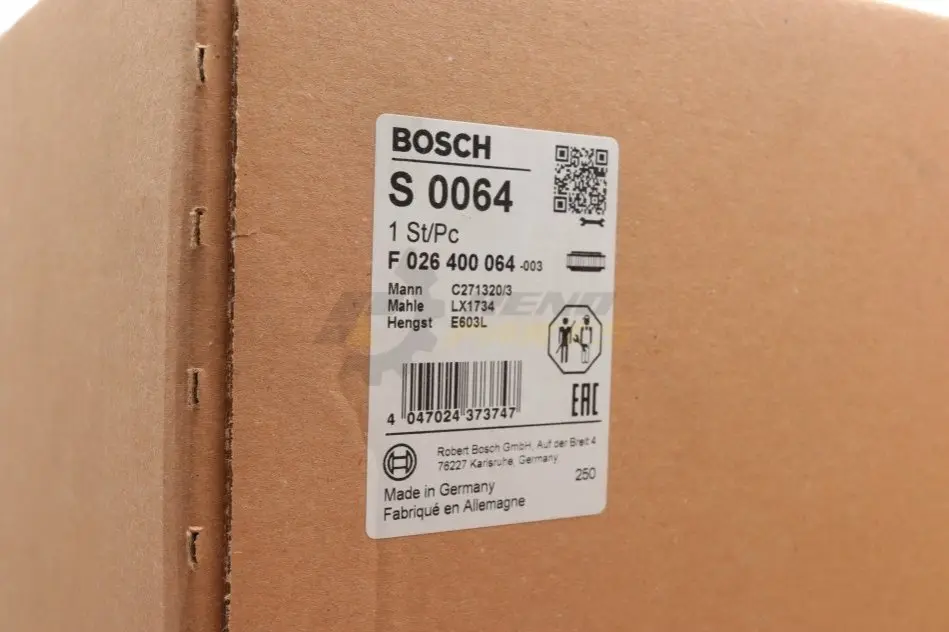 BOSCH
S 0064
1 St/Pc
F 026 400 064 -003
Mann C271320/3
Mahle LX1734
Hengst E603L
EAC
4 047024 373747
Robert Bosch GmbH, Auf der Breit 4
76227 Karlsruhe, Germany
250
Made in Germany
Fabriqué en Allemagne